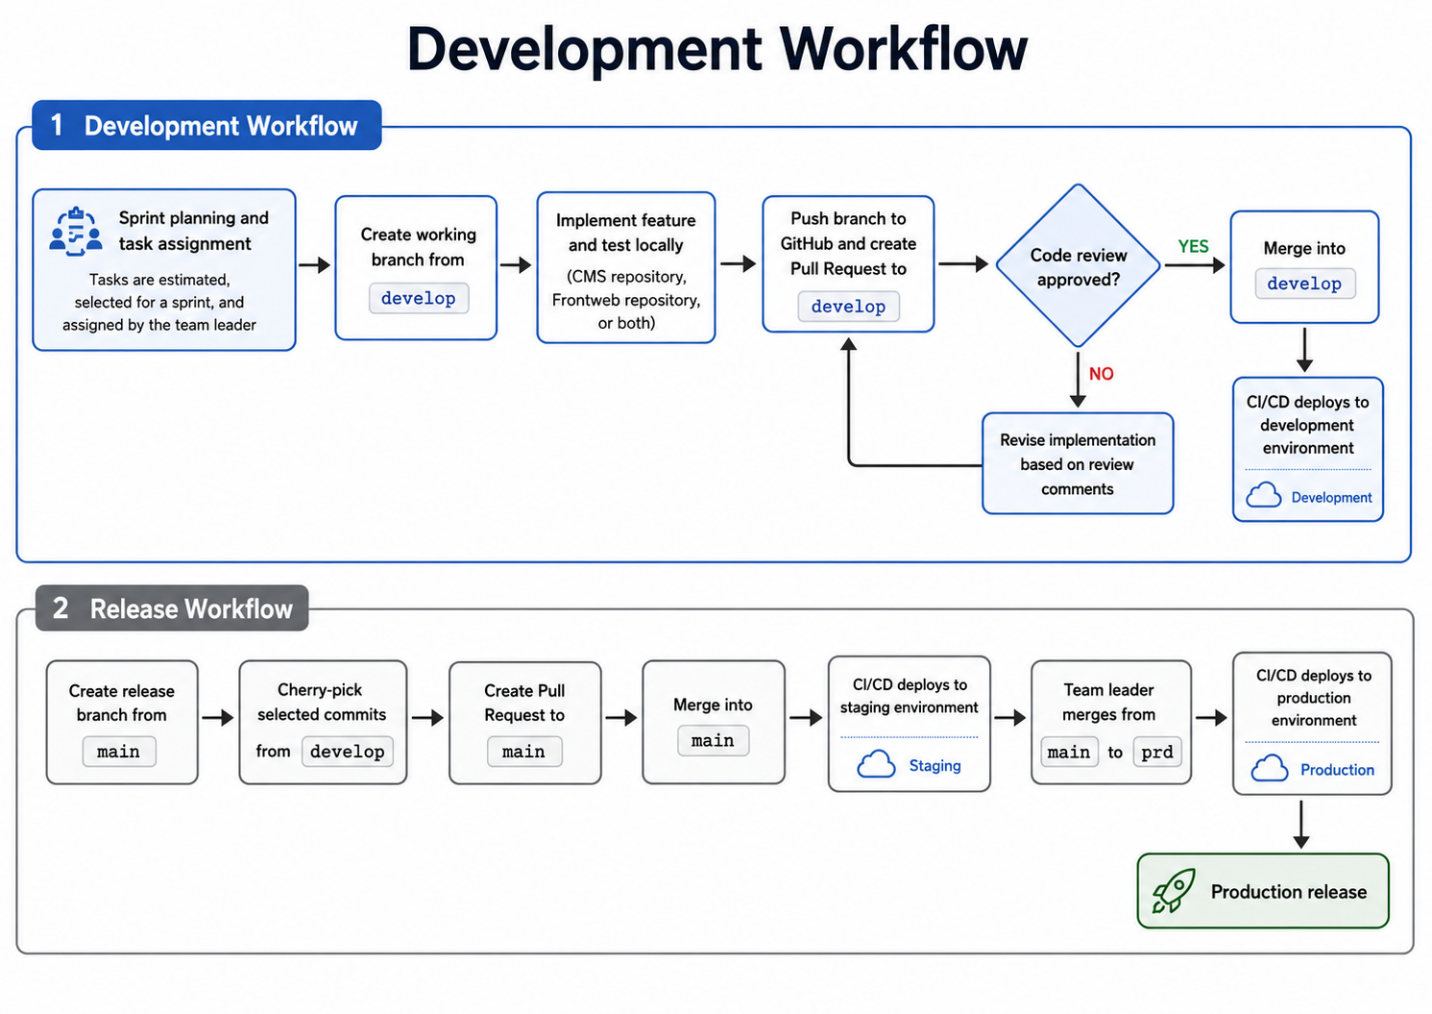 Development Workflow
1 Development Workflow
Sprint planning and
task assignment
Tasks are estimated,
selected for a sprint, and
assigned by the team leader
Create working
branch from
develop
Implement feature
and test locally
(CMS repository,
Frontweb repository,
or both)
Push branch to
GitHub and create
Pull Request to
develop
Code review
approved?
YES
Merge into
develop
NO
Revise implementation
based on review
comments
CI/CD deploys to
development
environment
Development
2 Release Workflow
Create release
branch from
main
Cherry-pick
selected commits
from develop
Create Pull
Request to
main
Merge into
main
CI/CD deploys to
staging environment
Staging
Team leader
merges from
main to prd
CI/CD deploys to
production
environment
Production
Production release